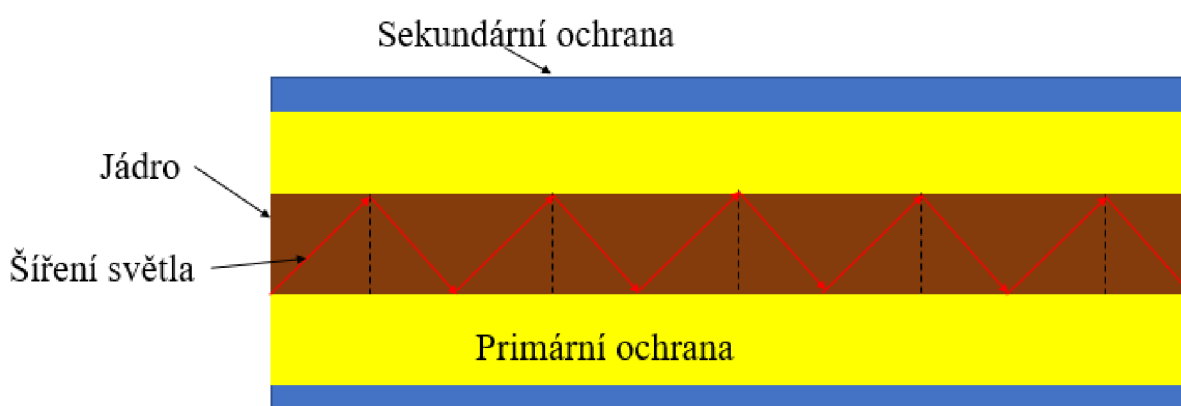 Sekundární ochrana
Jádro
Šíření světla
Primární ochrana